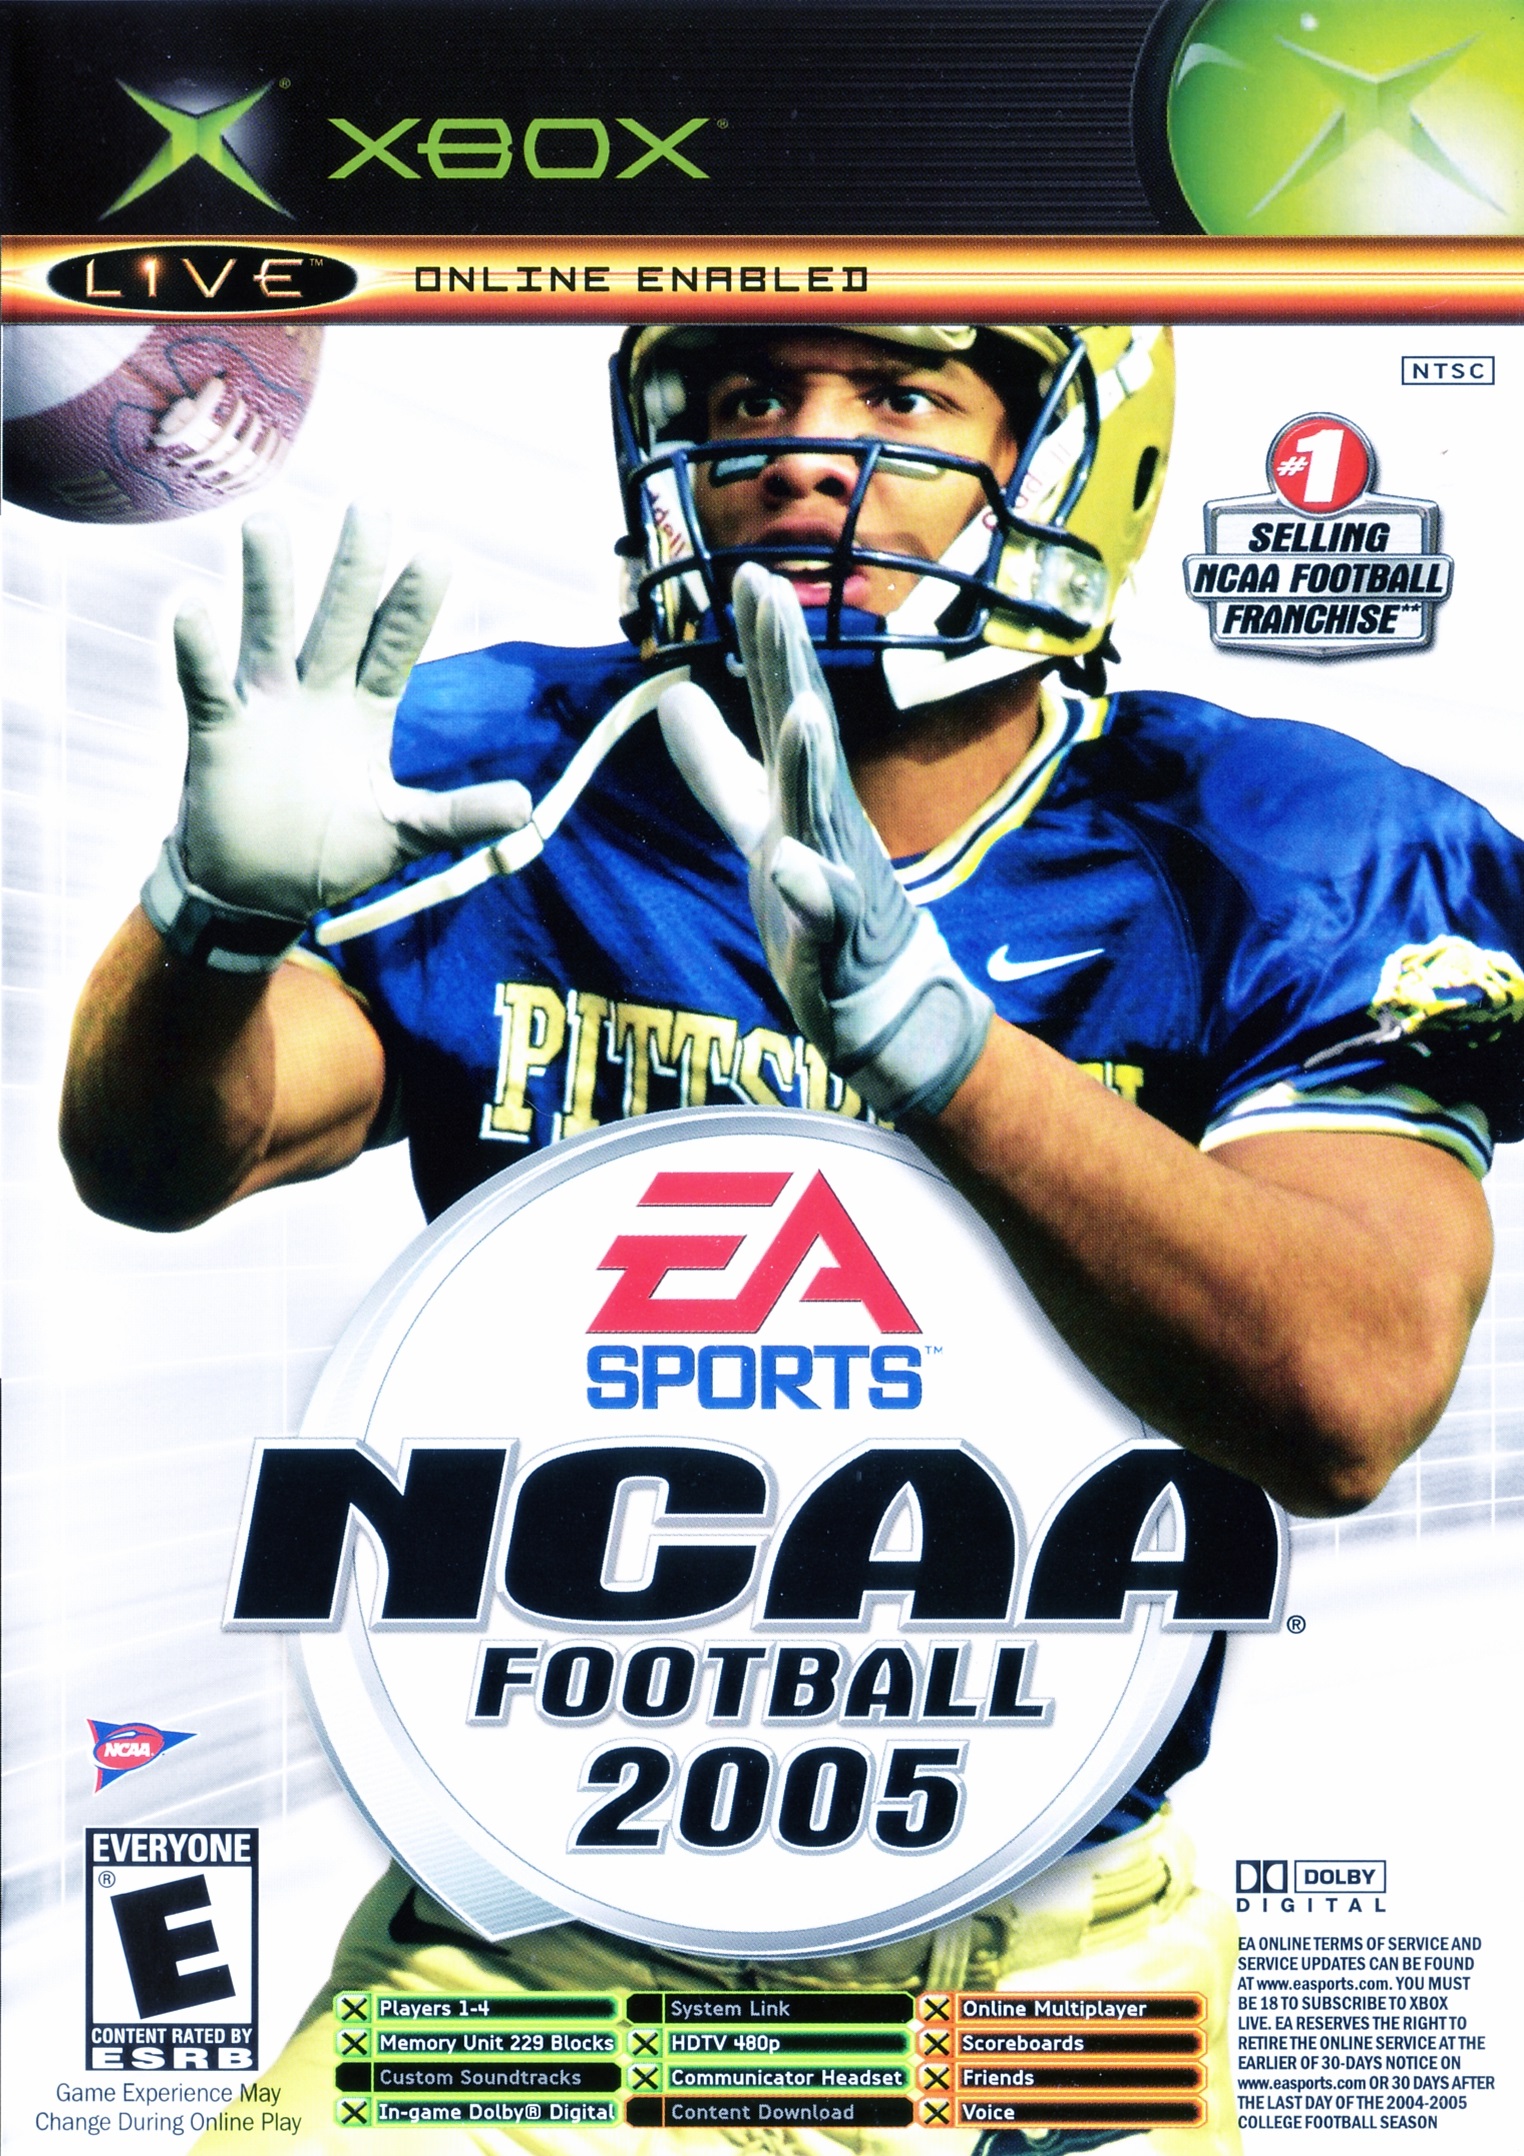 XBOX®
LIVE™ ONLINE ENABLED
NTSC
#1
SELLING
NCAA FOOTBALL
FRANCHISE**
EA
SPORTS™
NCAA®
FOOTBALL
2005
NCAA
EVERYONE
®
E
CONTENT RATED BY
ESRB
Game Experience May
Change During Online Play
Players 1-4
Memory Unit 229 Blocks
Custom Soundtracks
In-game Dolby® Digital
System Link
HDTV 480p
Communicator Headset
Content Download
Online Multiplayer
Scoreboards
Friends
Voice
DOLBY
DIGITAL
EA ONLINE TERMS OF SERVICE AND
SERVICE UPDATES CAN BE FOUND
AT www.easports.com. YOU MUST
BE 18 TO SUBSCRIBE TO XBOX
LIVE. EA RESERVES THE RIGHT TO
RETIRE THE ONLINE SERVICE AT THE
EARLIER OF 30-DAYS NOTICE ON
www.easports.com OR 30 DAYS AFTER
THE LAST DAY OF THE 2004-2005
COLLEGE FOOTBALL SEASON